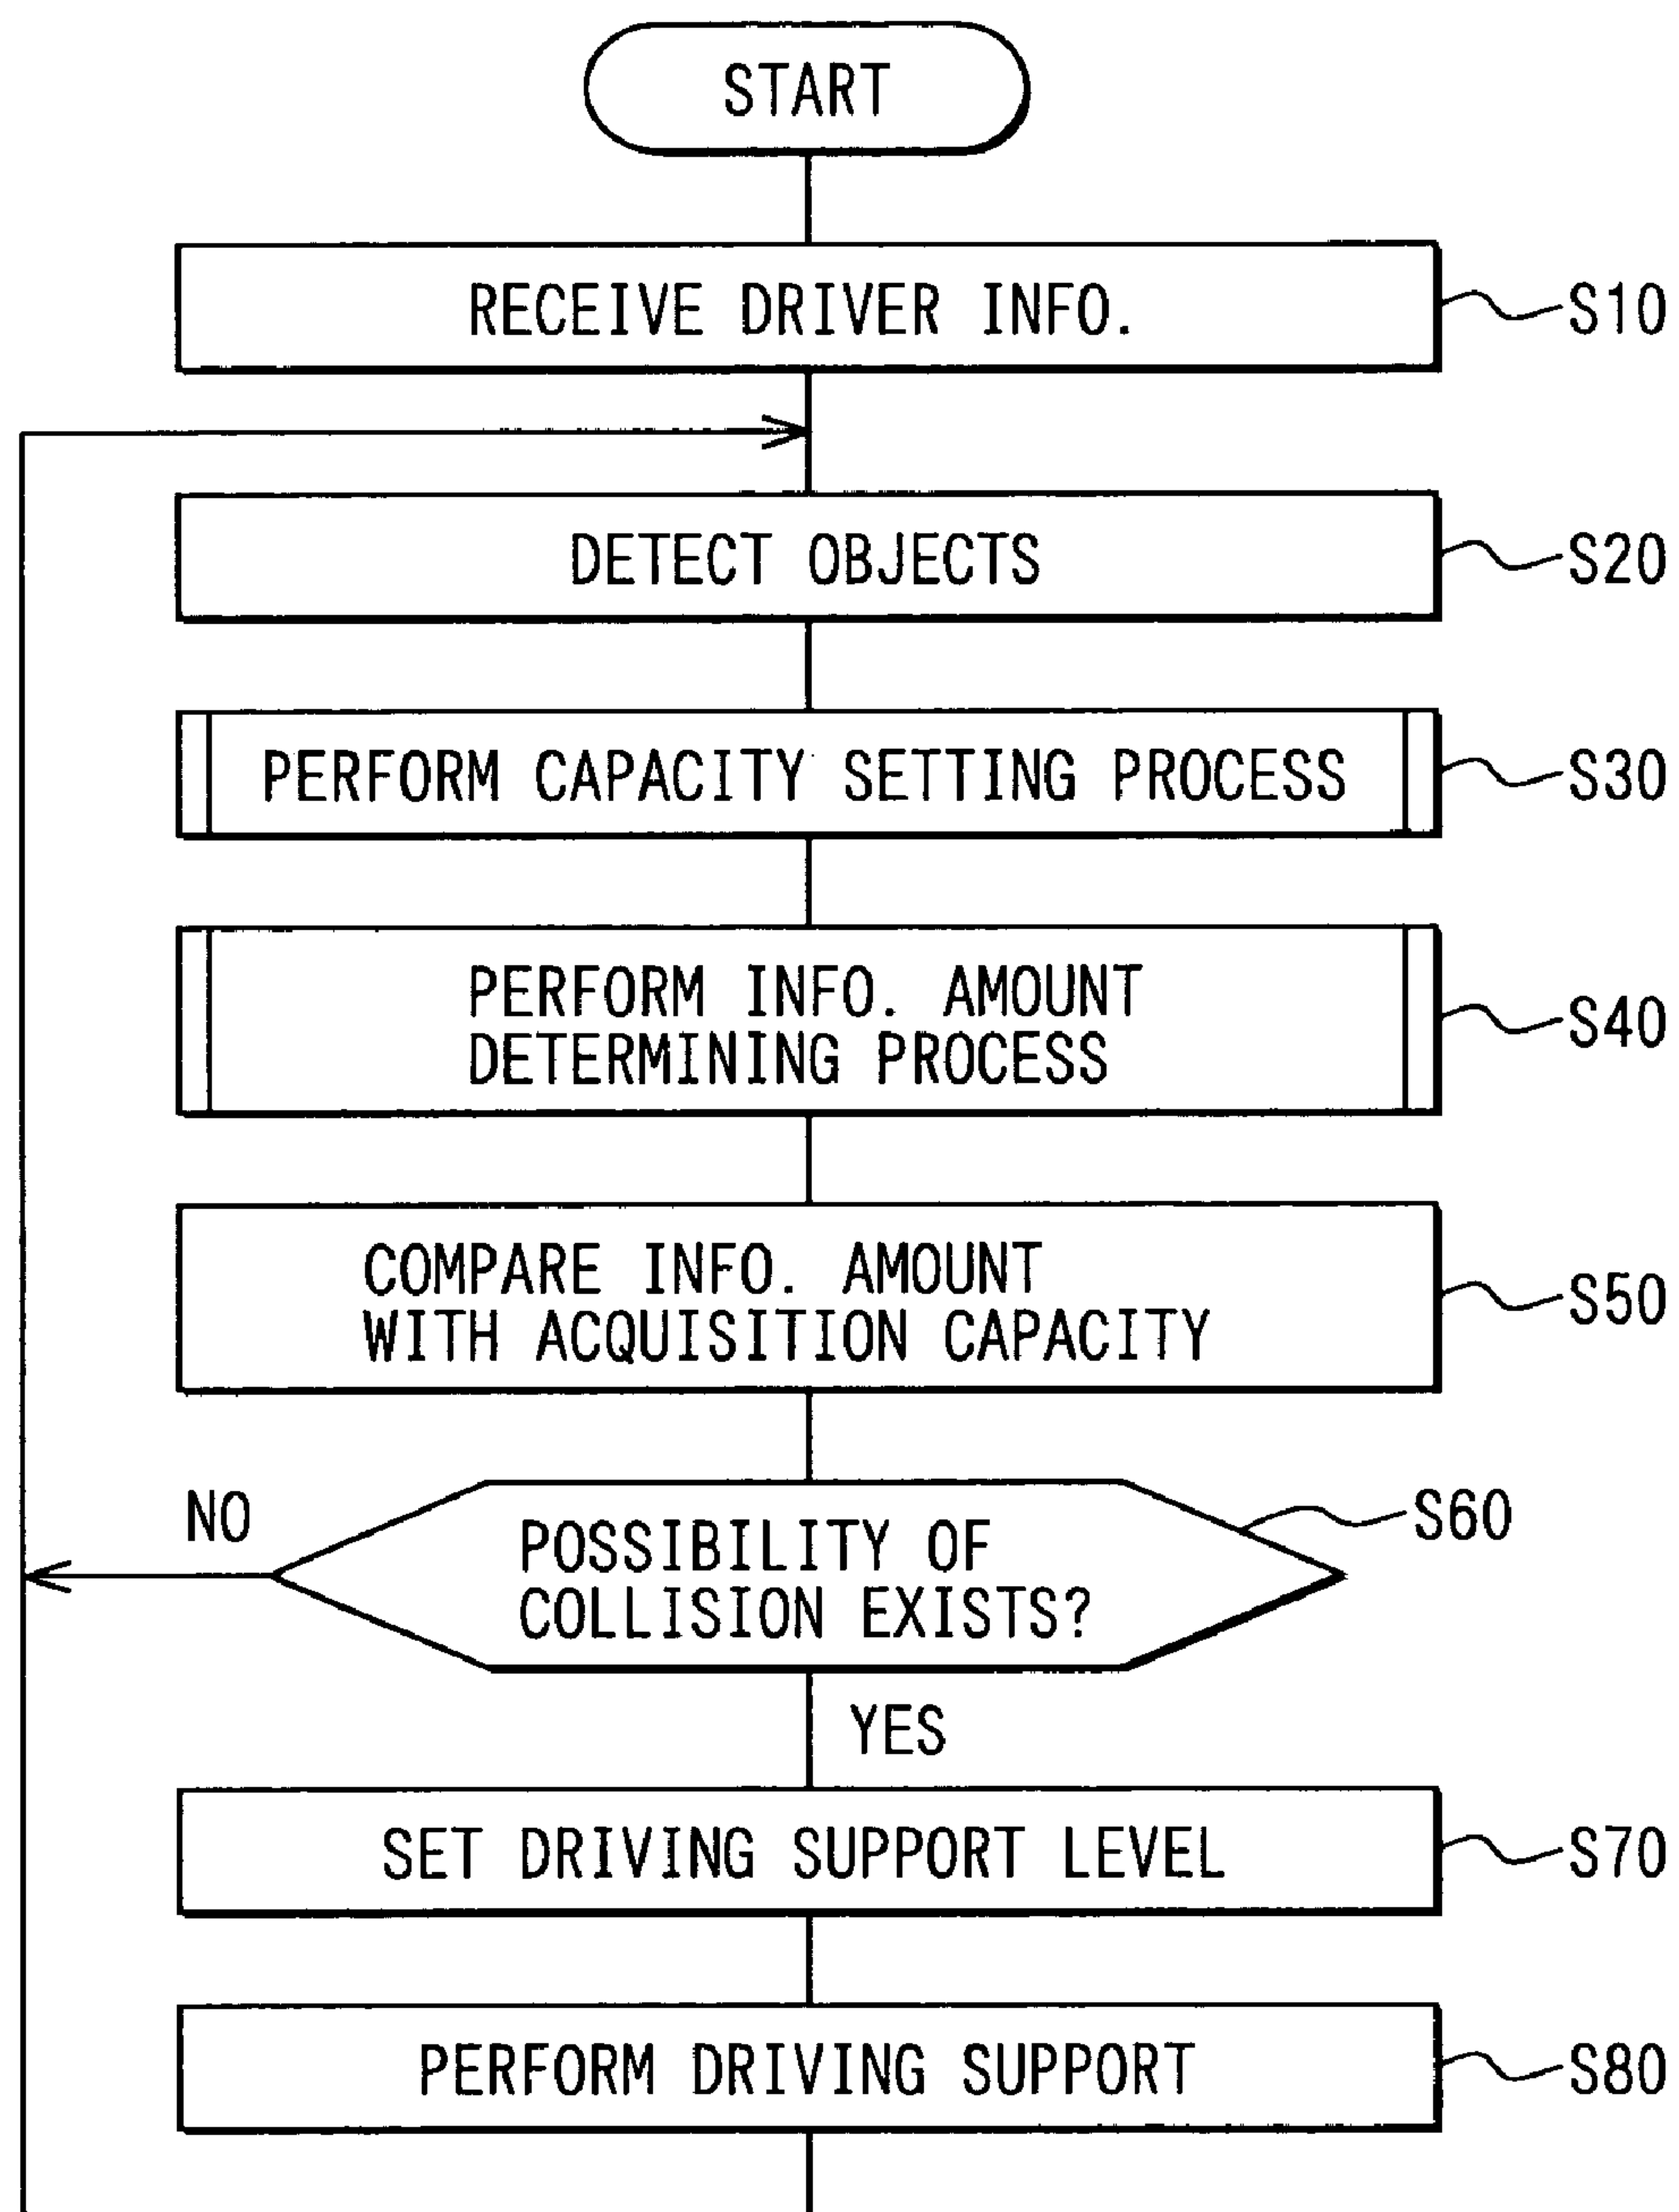 START
RECEIVE DRIVER INFO.
S10
DETECT OBJECTS
S20
PERFORM CAPACITY SETTING PROCESS
S30
PERFORM INFO. AMOUNT
DETERMINING PROCESS
S40
COMPARE INFO. AMOUNT
WITH ACQUISITION CAPACITY
S50
NO
POSSIBILITY OF
COLLISION EXISTS?
S60
YES
SET DRIVING SUPPORT LEVEL
S70
PERFORM DRIVING SUPPORT
S80